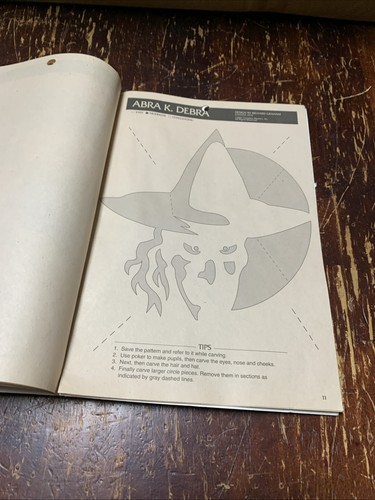 ABRA K. DEBRA
TIPS
1. Save the pattern and refer to it while carving.
2. Use poker to make pupils, then carve the eyes, nose and cheeks.
3. Next, then carve the hair and hat.
4. Finally carve larger circle pieces. Remove them in sections as
indicated by gray dashed lines.
11